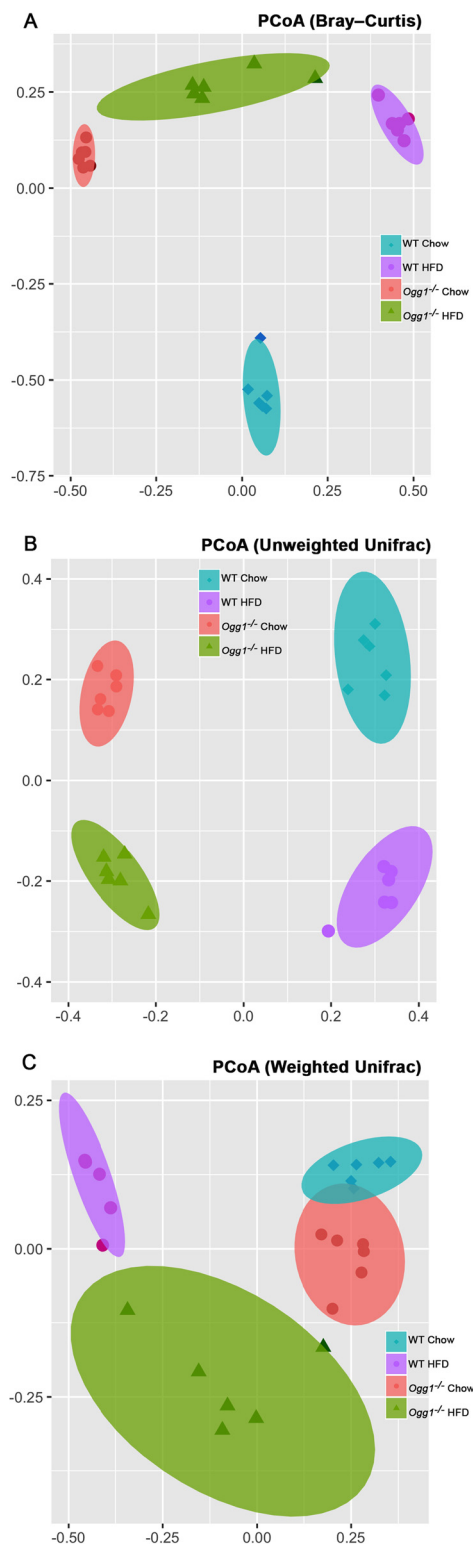 A
PCoA (Bray–Curtis)
0.25
0.00
-0.25
-0.50
-0.75
WT Chow
WT HFD
Ogg1-/- Chow
Ogg1-/- HFD
-0.50 -0.25 0.00 0.25 0.50
B
PCoA (Unweighted Unifrac)
0.4
0.2
0.0
-0.2
-0.4
WT Chow
WT HFD
Ogg1-/- Chow
Ogg1-/- HFD
-0.4 -0.2 0.0 0.2 0.4
C
PCoA (Weighted Unifrac)
0.25
0.00
-0.25
WT Chow
WT HFD
Ogg1-/- Chow
Ogg1-/- HFD
-0.50 -0.25 0.00 0.25